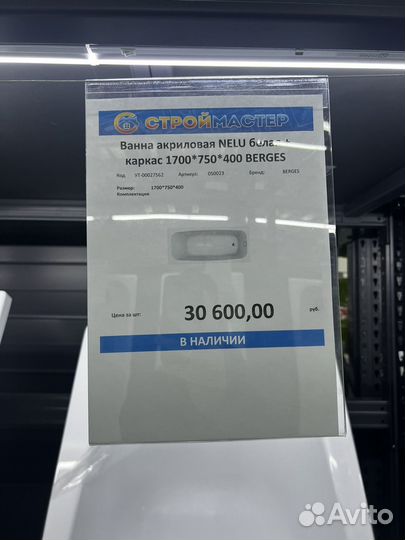 СТРОЙМАСТЕР
Ванна акриловая NELU белая +
каркас 1700*750*400 BERGES
Код УТ-00027562 Артикул: 050023 Бренд: BERGES
Размер: 1700*750*400
Комплектация
Цена за шт: 30 600,00 руб.
В НАЛИЧИИ
Avito